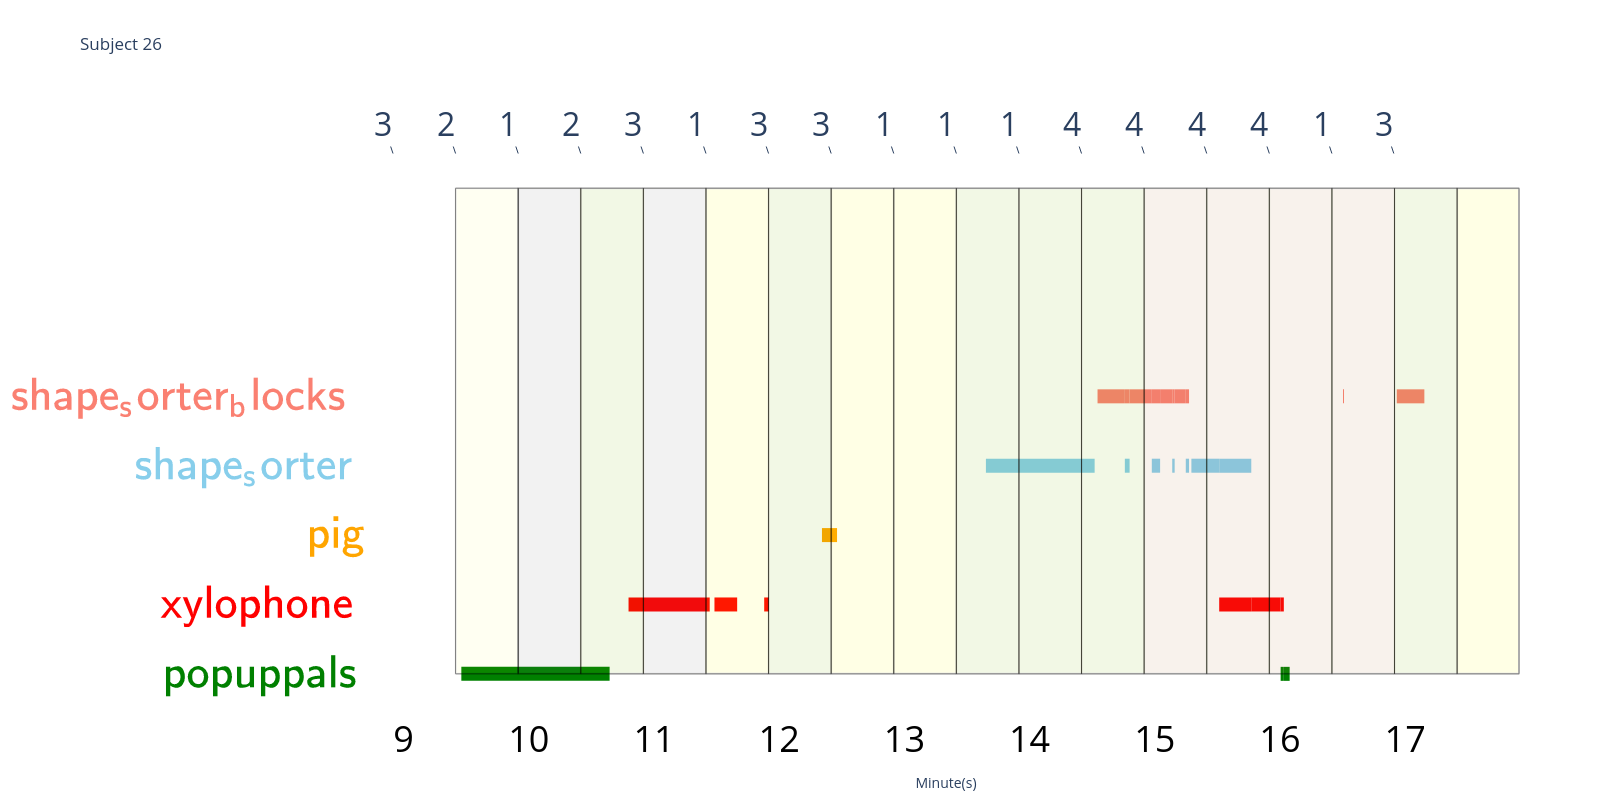 Subject 26
3 2 1 2 3 1 3 3 1 1 1 4 4 4 4 1 3
shapesorterblocks
shapesorter
pig
xylophone
popuppals
9 10 11 12 13 14 15 16 17
Minute(s)